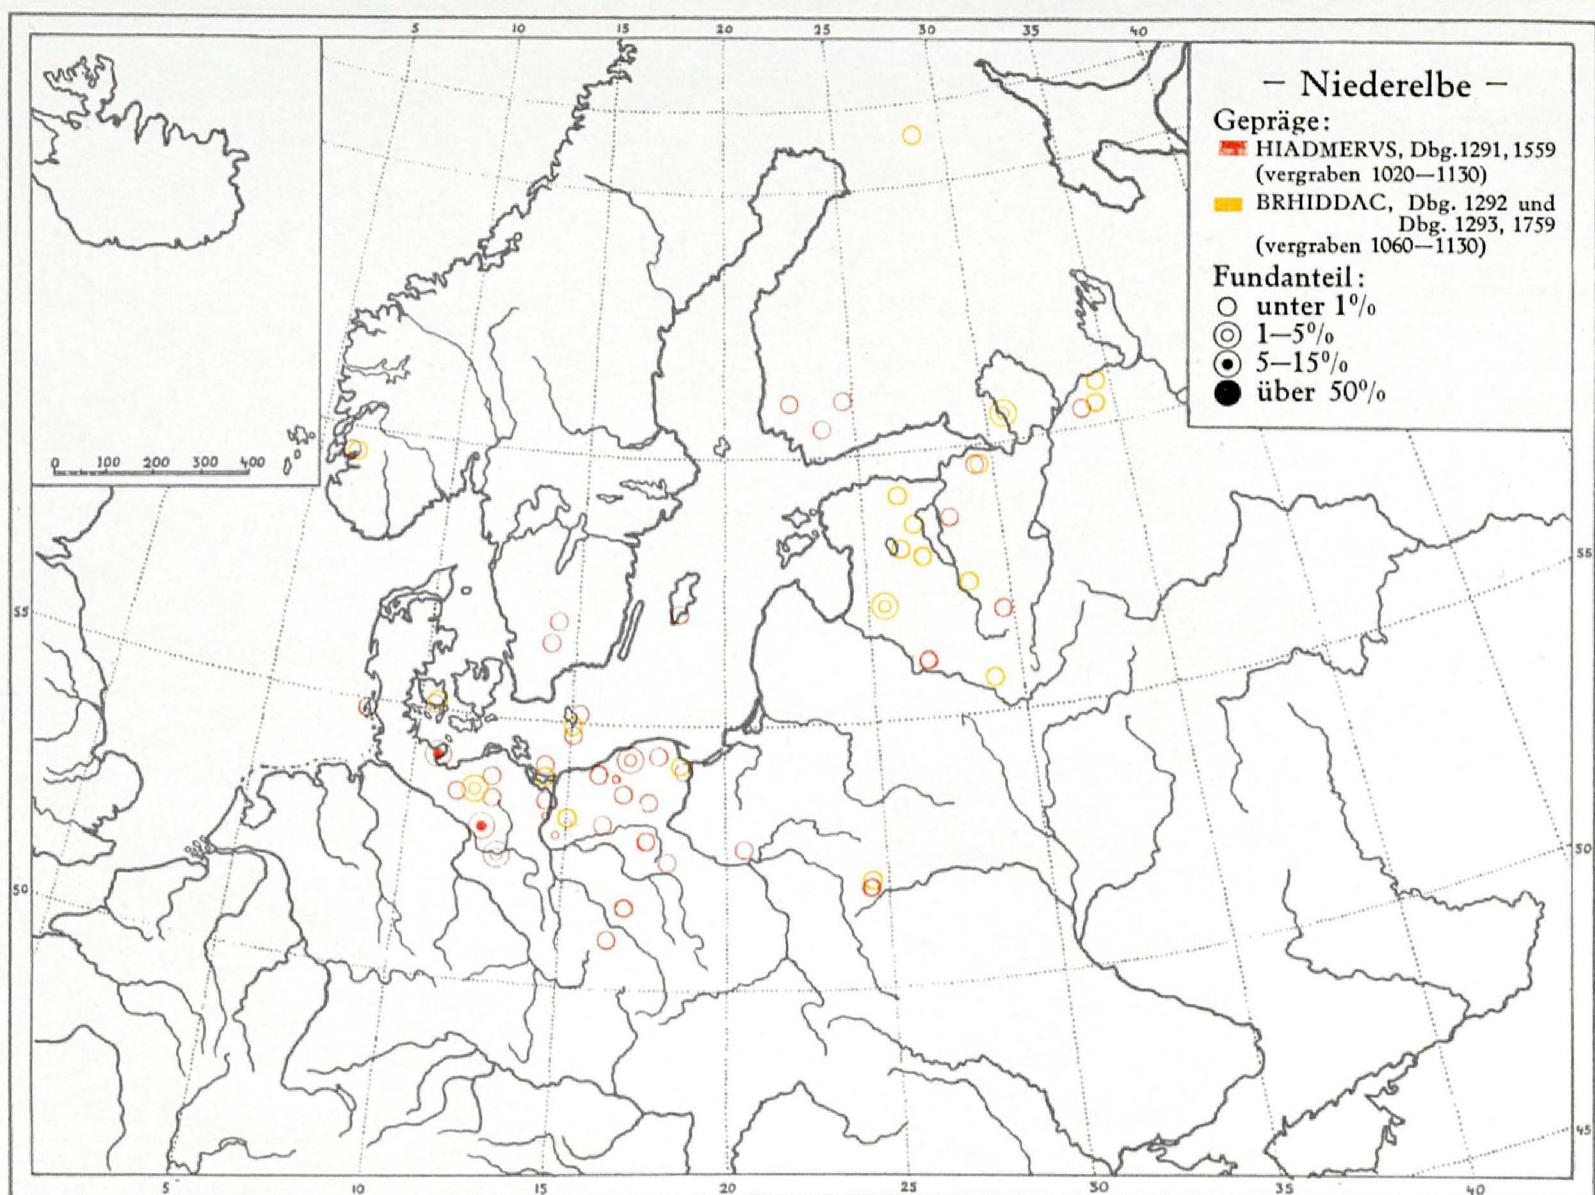 5 10 15 20 25 30 35 40
— Niederelbe —
Gepräge:
HIADMERVS, Dbg.1291, 1559
(vergraben 1020—1130)
BRHIDDAC, Dbg. 1292 und
Dbg. 1293, 1759
(vergraben 1060—1130)
Fundanteil:
unter 1%
1—5%
5—15%
über 50%
0 100 200 300 400
55 55
50 50
45
5 10 15 20 25 30 35 40